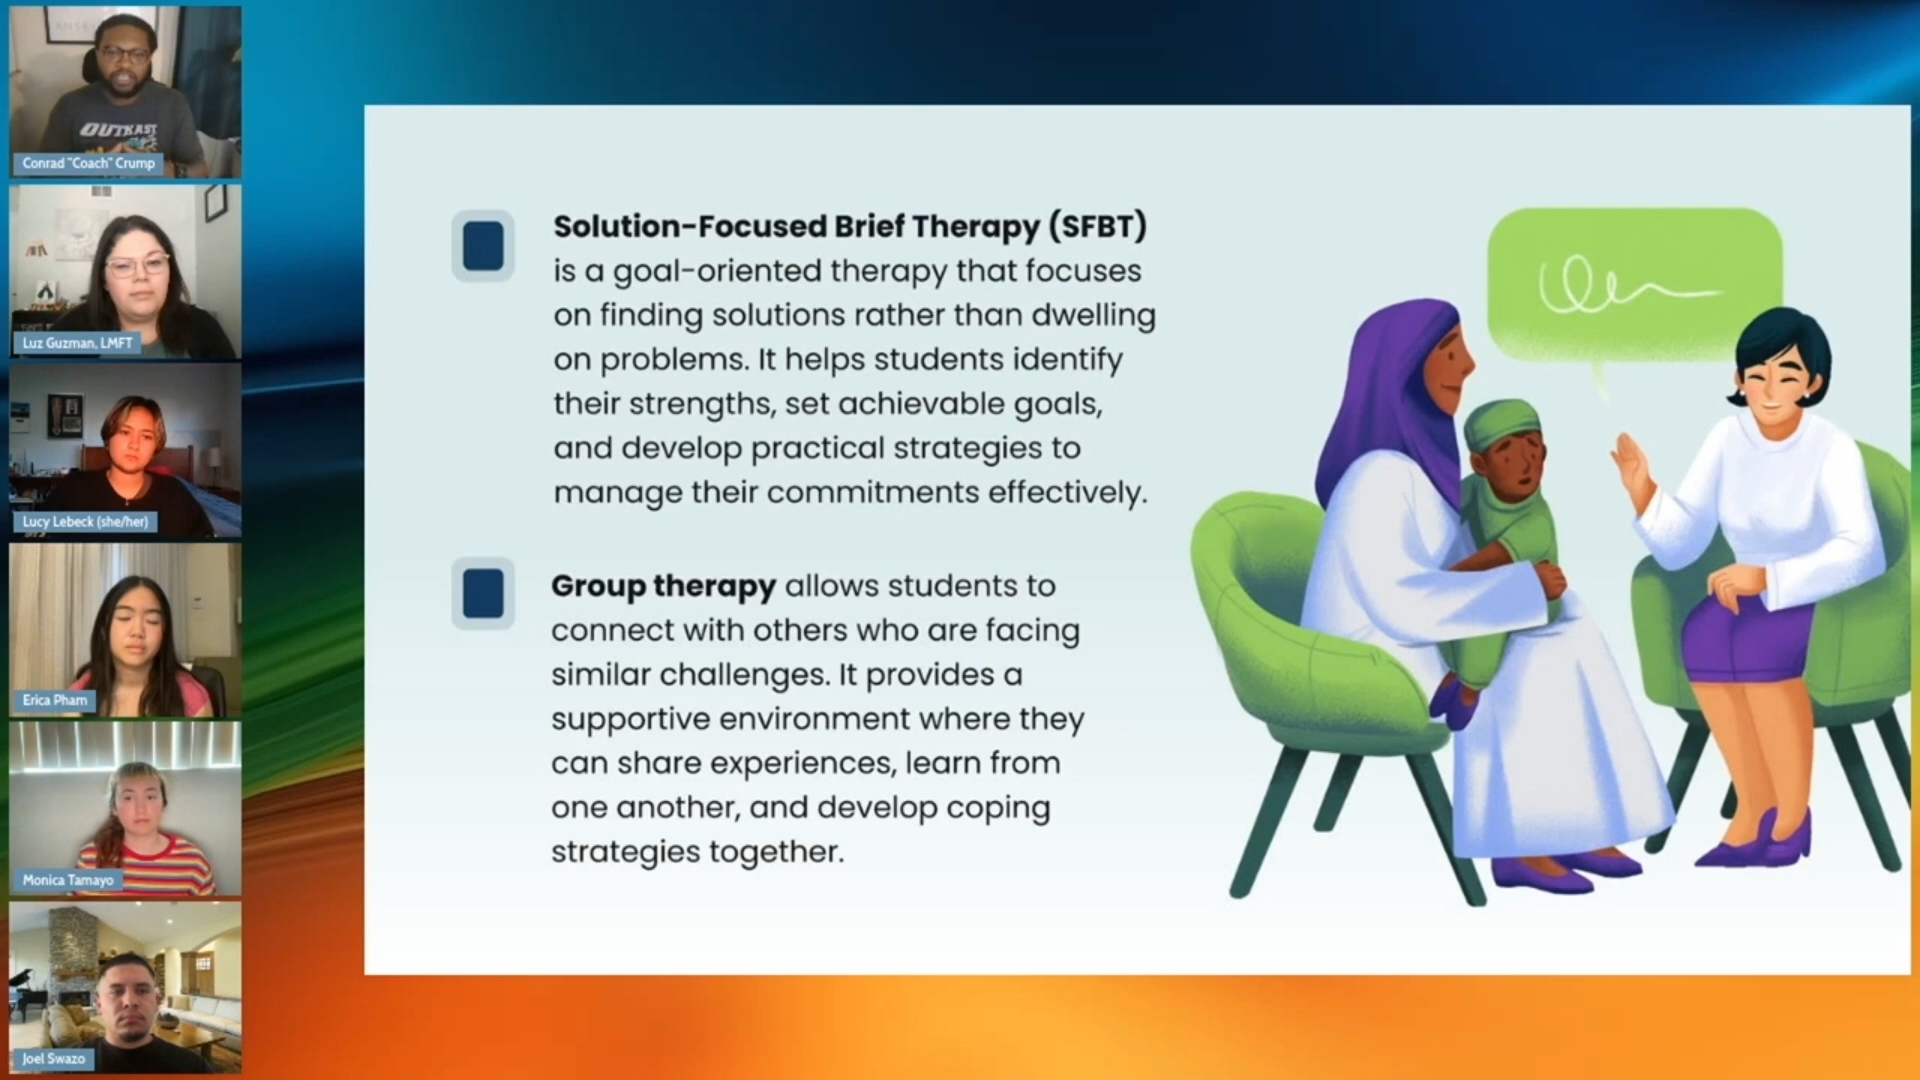 OUTKAST
Conrad "Coach" Crump
Luz Guzman, LMFT
Lucy Lebeck (she/her)
Erica Pham
Monica Tamayo
Joel Swazo
Solution-Focused Brief Therapy (SFBT)
is a goal-oriented therapy that focuses
on finding solutions rather than dwelling
on problems. It helps students identify
their strengths, set achievable goals,
and develop practical strategies to
manage their commitments effectively.
Group therapy allows students to
connect with others who are facing
similar challenges. It provides a
supportive environment where they
can share experiences, learn from
one another, and develop coping
strategies together.